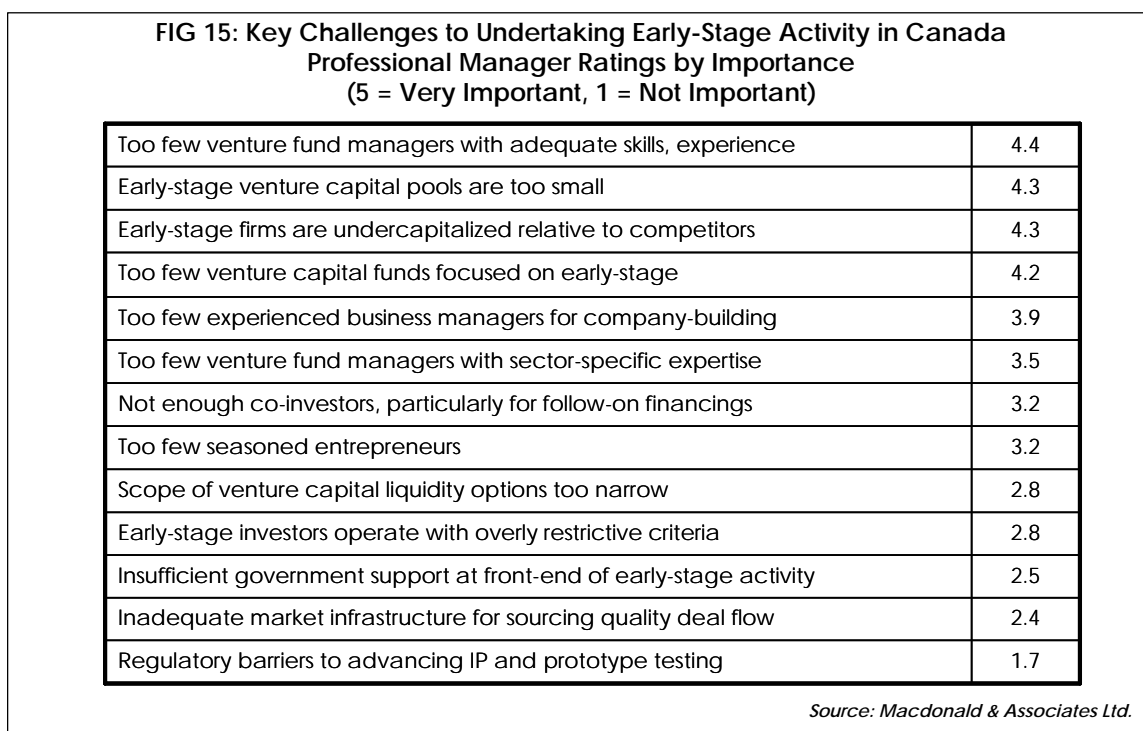 FIG 15: Key Challenges to Undertaking Early-Stage Activity in Canada
Professional Manager Ratings by Importance
(5 = Very Important, 1 = Not Important)
Too few venture fund managers with adequate skills, experience 4.4
Early-stage venture capital pools are too small 4.3
Early-stage firms are undercapitalized relative to competitors 4.3
Too few venture capital funds focused on early-stage 4.2
Too few experienced business managers for company-building 3.9
Too few venture fund managers with sector-specific expertise 3.5
Not enough co-investors, particularly for follow-on financings 3.2
Too few seasoned entrepreneurs 3.2
Scope of venture capital liquidity options too narrow 2.8
Early-stage investors operate with overly restrictive criteria 2.8
Insufficient government support at front-end of early-stage activity 2.5
Inadequate market infrastructure for sourcing quality deal flow 2.4
Regulatory barriers to advancing IP and prototype testing 1.7
Source: Macdonald & Associates Ltd.